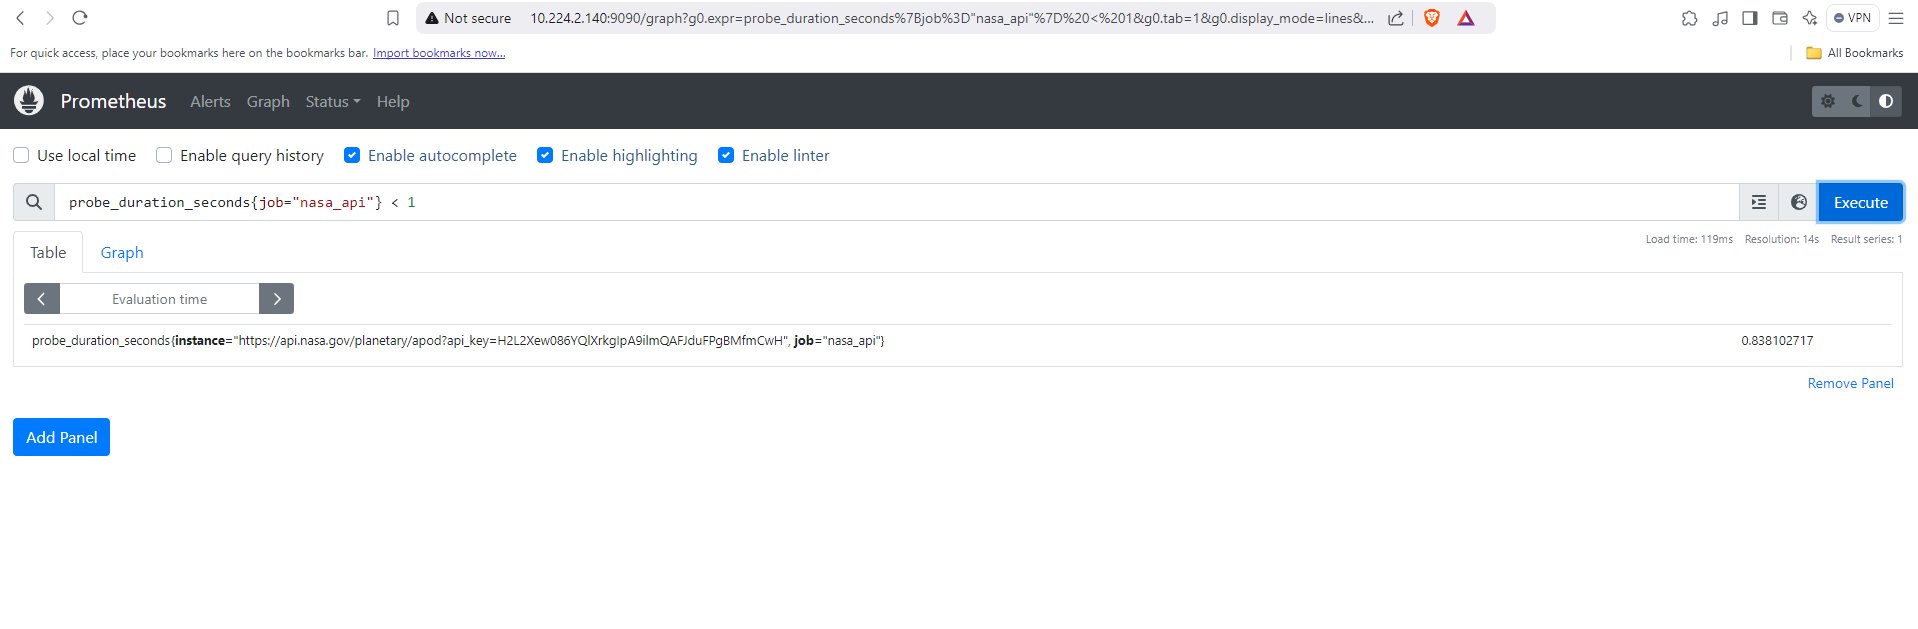 Not secure 10.224.2.140:9090/graph?g0.expr=probe_duration_seconds%7Bjob%3D"nasa_api"%7D%20<%201&g0.tab=1&g0.display_mode=lines&... VPN
For quick access, place your bookmarks here on the bookmarks bar. Import bookmarks now... All Bookmarks
Prometheus Alerts Graph Status Help
Use local time Enable query history Enable autocomplete Enable highlighting Enable linter
probe_duration_seconds{job="nasa_api"} < 1 Execute
Load time: 119ms Resolution: 14s Result series: 1
Table Graph
Evaluation time
probe_duration_seconds{instance="https://api.nasa.gov/planetary/apod?api_key=H2L2Xew086YQlXrkgIpA9ilmQAFJduFPgBMfmCwH", job="nasa_api"} 0.838102717
Remove Panel
Add Panel